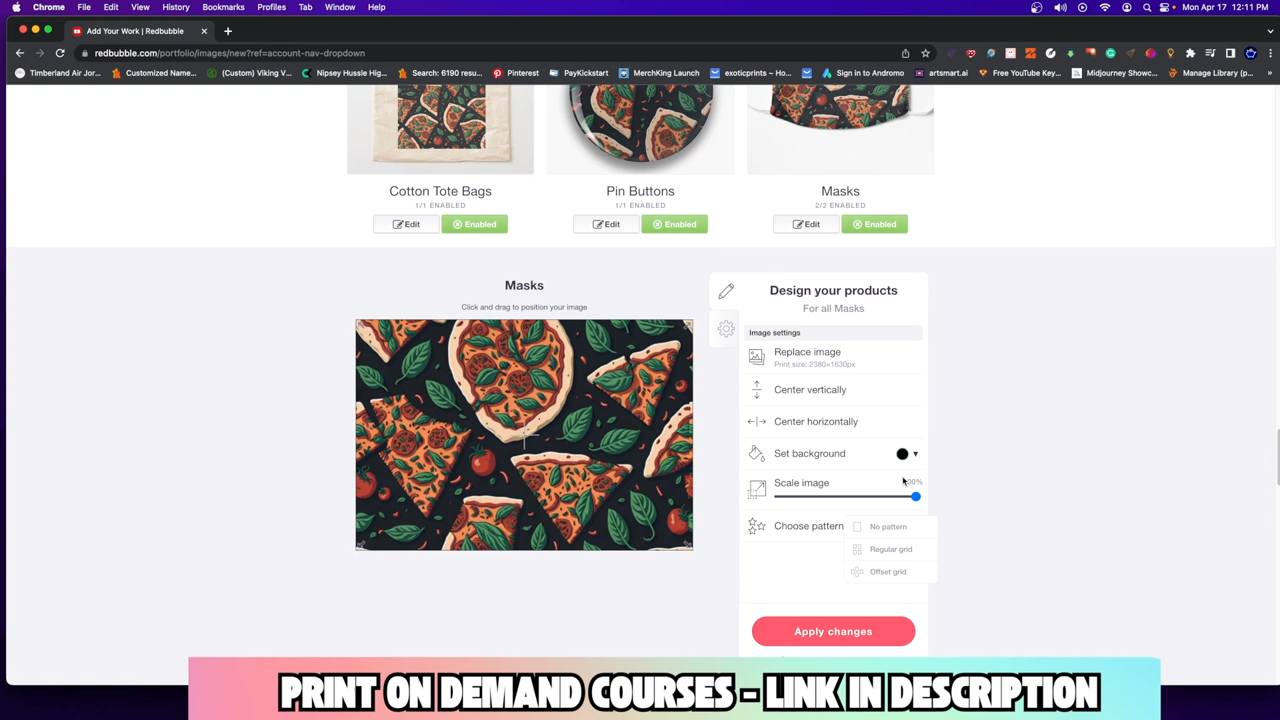 Chrome File Edit View History Bookmarks Profiles Tab Window Help Mon Apr 17 12:11 PM
Add Your Work | Redbubble
redbubble.com/portfolio/images/new?ref=account-nav-dropdown
Timberland Air Jor... Customized Name... (Custom) Viking V... Nipsey Hussle Hig... Search: 6190 resu... Pinterest PayKickstart MerchKing Launch exoticprints – Ho... Sign in to Andromo artsmart.ai Free YouTube Key... Midjourney Showc... Manage Library (p... »
Cotton Tote Bags
1/1 ENABLED
Edit Enabled
Pin Buttons
1/1 ENABLED
Edit Enabled
Masks
2/2 ENABLED
Edit Enabled
Masks
Click and drag to position your image
Design your products
For all Masks
Image settings
Replace image
Print size: 2380×1630px
Center vertically
Center horizontally
Set background
Scale image
Choose pattern
No pattern
Regular grid
Offset grid
Apply changes
PRINT ON DEMAND COURSES - LINK IN DESCRIPTION